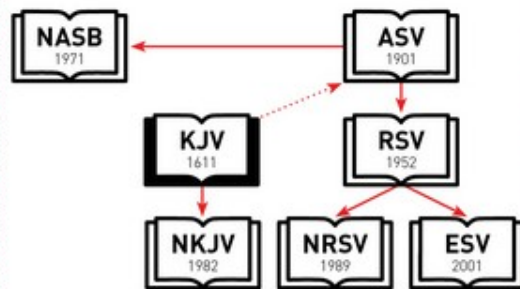 NASB
1971
ASV
1901
KJV
1611
RSV
1952
NKJV
1982
NRSV
1989
ESV
2001